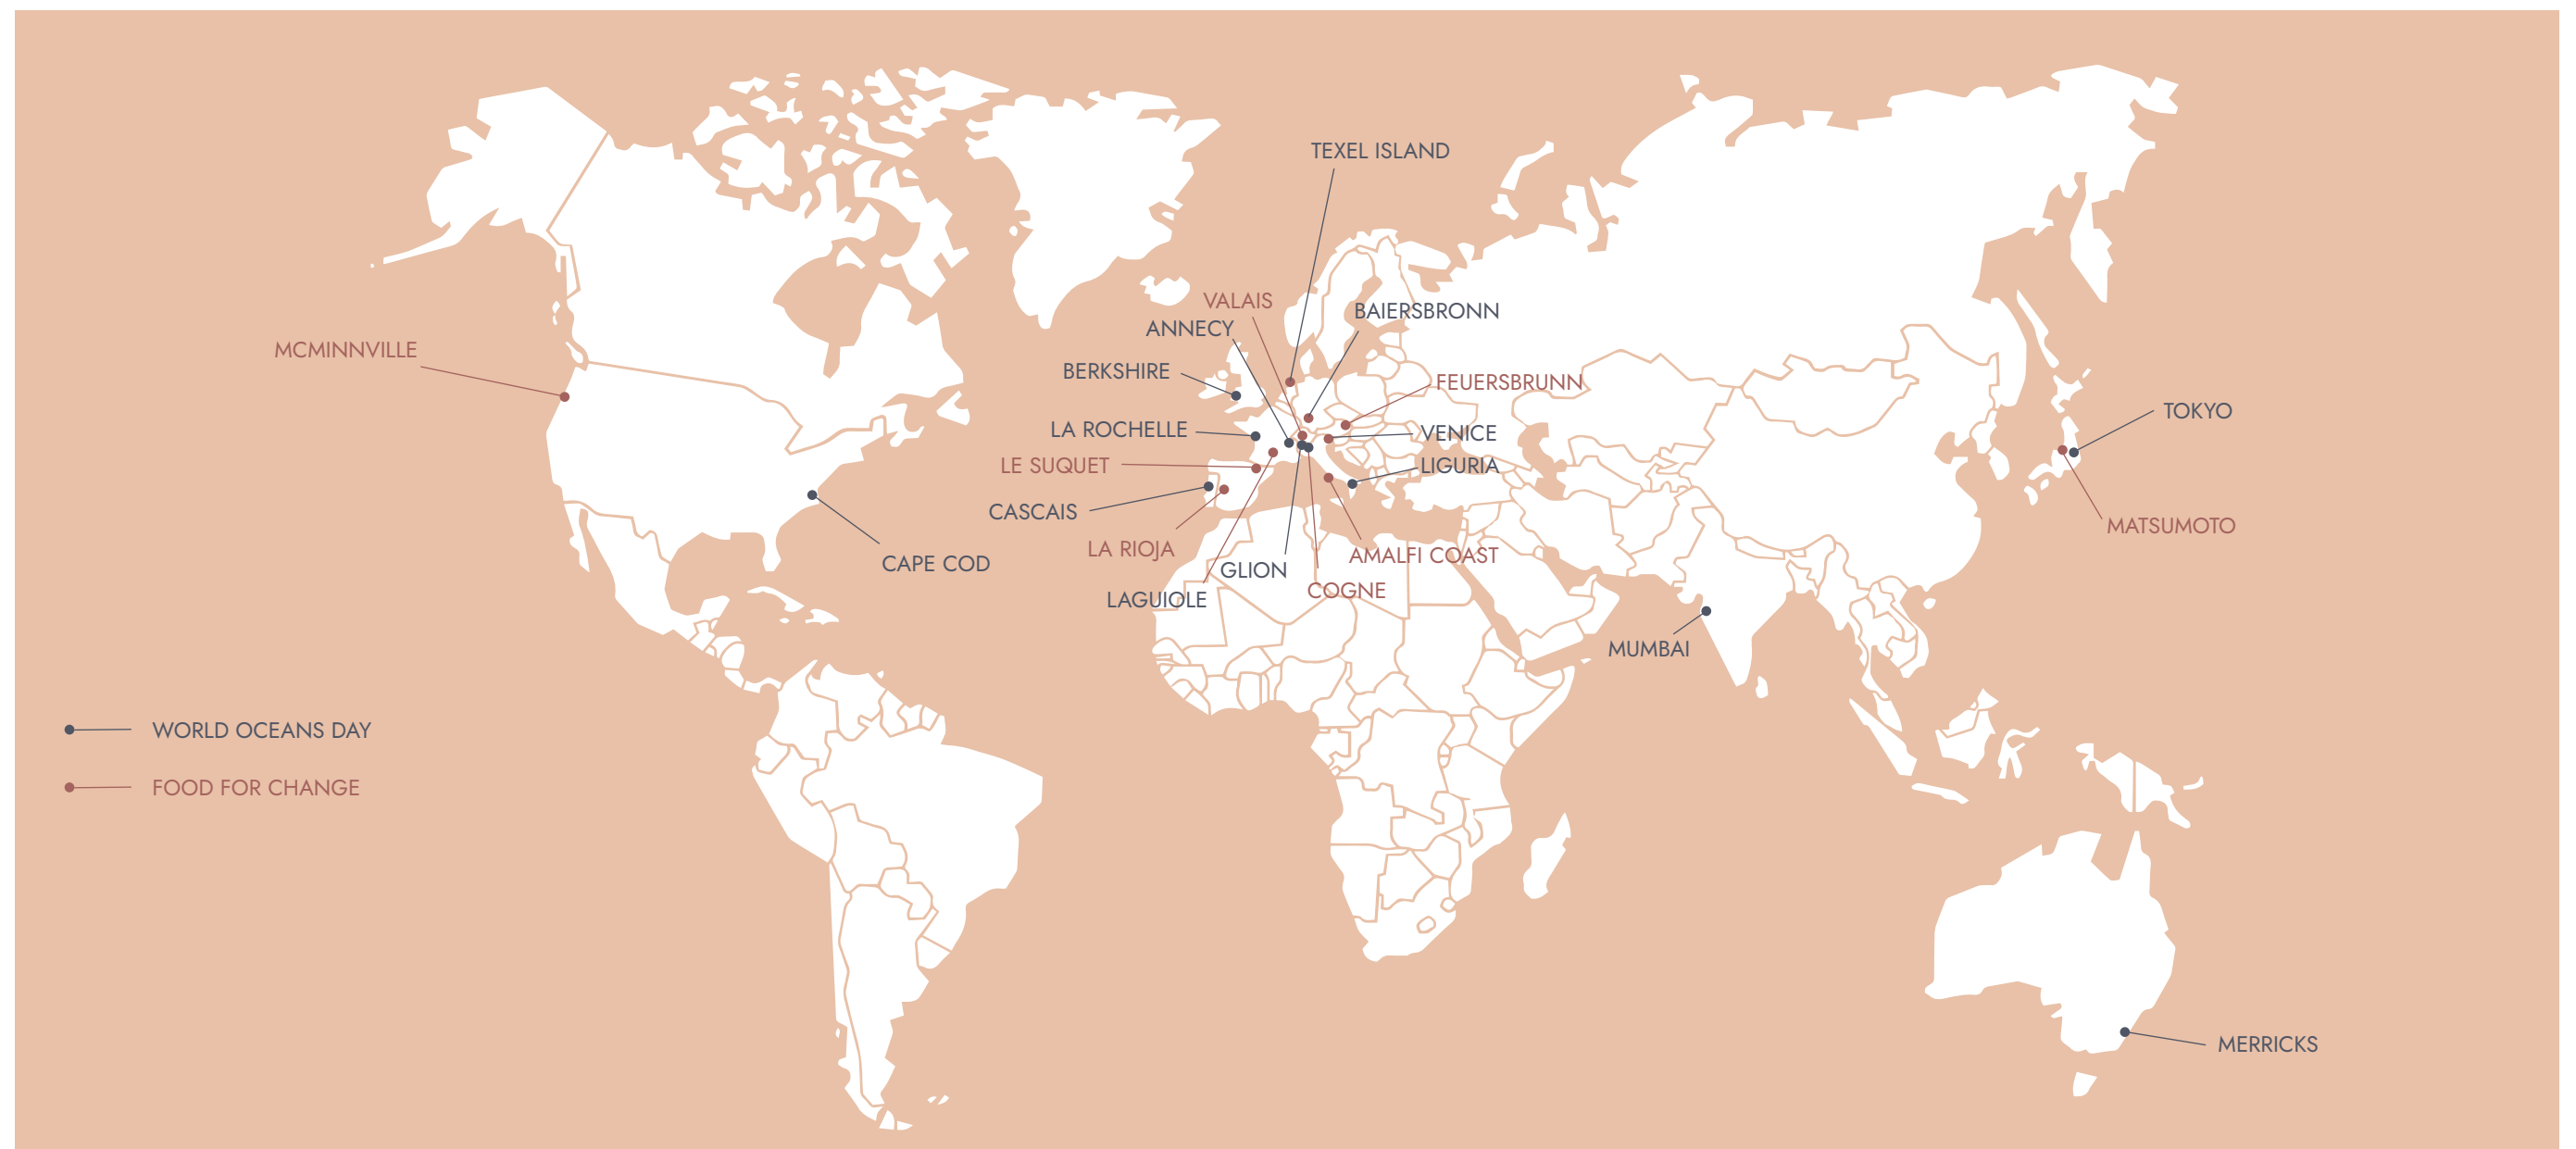 TEXEL ISLAND
VALAIS
BAIERSBRONN
ANNECY
MCMINNVILLE
BERKSHIRE
FEUERSBRUNN
TOKYO
LA ROCHELLE
VENICE
LE SUQUET
LIGURIA
CASCAIS
MATSUMOTO
LA RIOJA
AMALFI COAST
CAPE COD
GLION
COGNE
LAGUIOLE
MUMBAI
WORLD OCEANS DAY
FOOD FOR CHANGE
MERRICKS